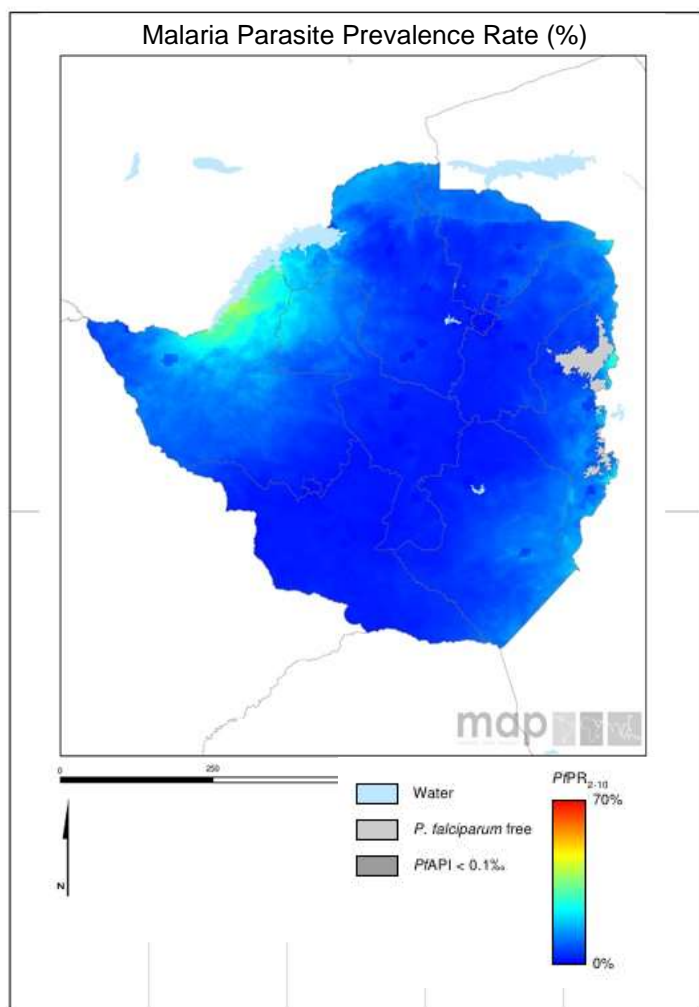 Malaria Parasite Prevalence Rate (%)
map
0 250
Water
P. falciparum free
PfAPI < 0.1‰
PfPR2-10
70%
0%
N